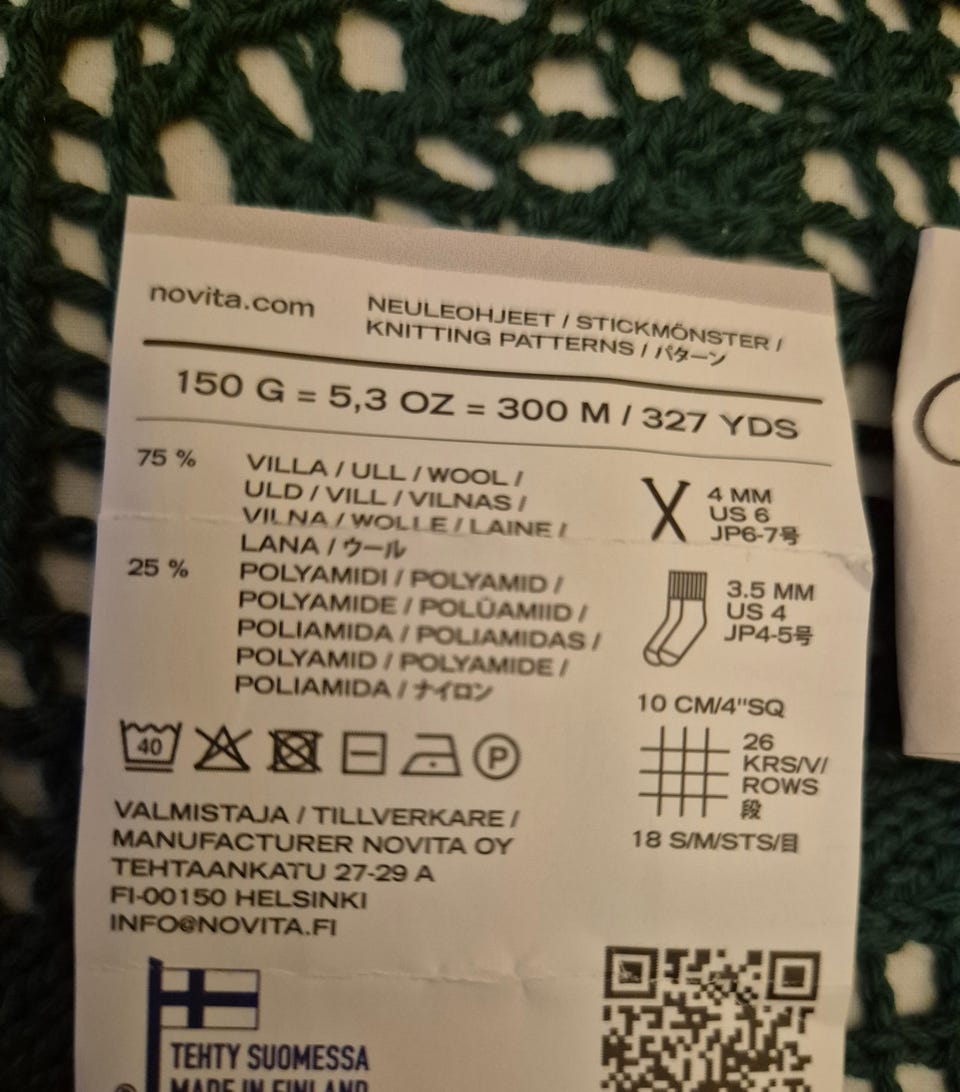 novita.com
NEULEOHJEET / STICKMÖNSTER /
KNITTING PATTERNS / パターン
150 G = 5,3 OZ = 300 M / 327 YDS
75 %
VILLA / ULL / WOOL /
ULD / VILL / VILNAS /
VILNA / WOLLE / LAINE /
LANA / ウール
25 %
POLYAMIDI / POLYAMID /
POLYAMIDE / POLÜAMIID /
POLIAMIDA / POLIAMIDAS /
POLYAMID / POLYAMIDE /
POLIAMIDA / ナイロン
4 MM
US 6
JP6-7号
3.5 MM
US 4
JP4-5号
10 CM/4"SQ
26
KRS/V/
ROWS
段
18 S/M/STS/目
40
P
VALMISTAJA / TILLVERKARE /
MANUFACTURER NOVITA OY
TEHTAANKATU 27-29 A
FI-00150 HELSINKI
INFO@NOVITA.FI
TEHTY SUOMESSA
MADE IN FINLAND